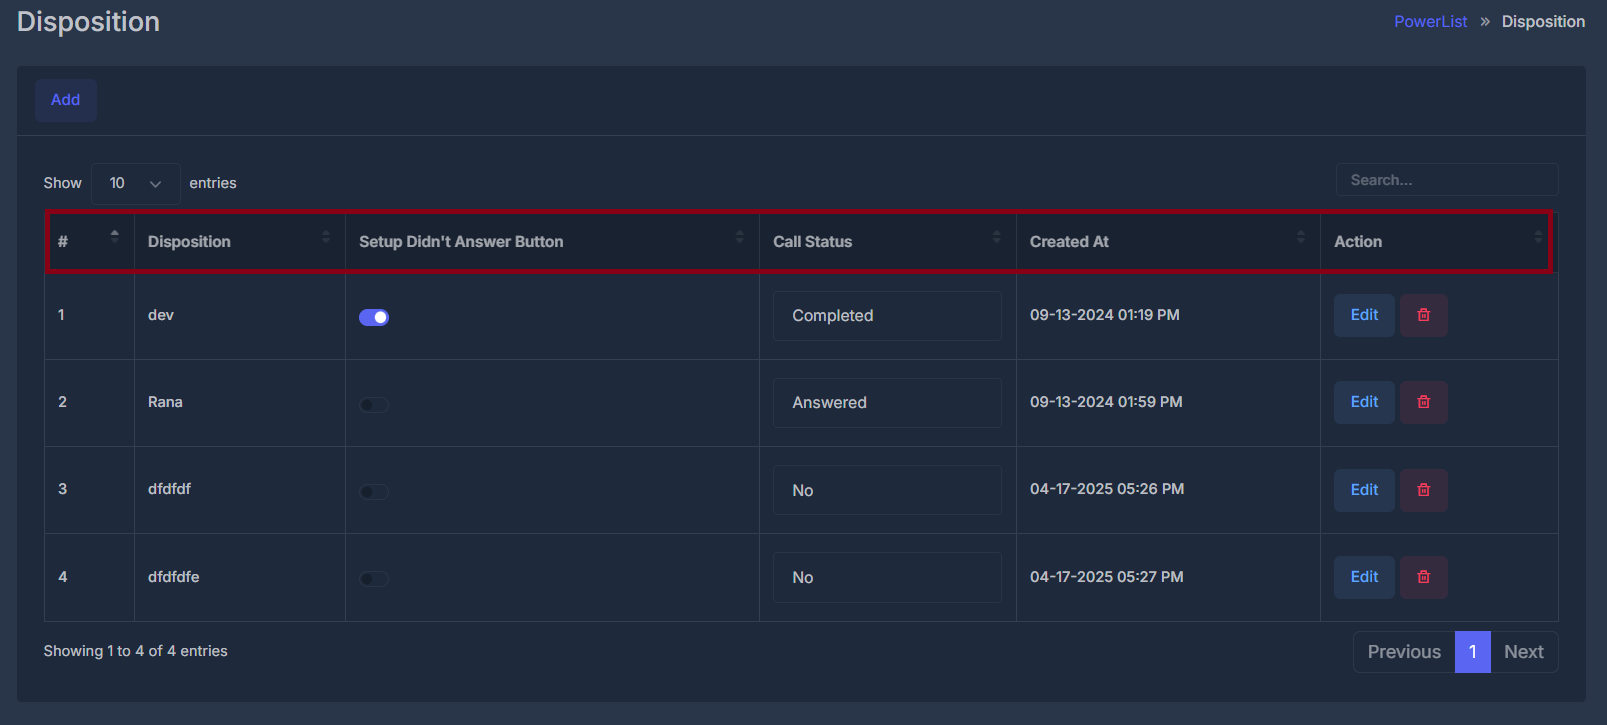 Disposition
PowerList » Disposition
Add
Show 10 entries
Search...
# Disposition Setup Didn't Answer Button Call Status Created At Action
1 dev Completed 09-13-2024 01:19 PM Edit
2 Rana Answered 09-13-2024 01:59 PM Edit
3 dfdfdf No 04-17-2025 05:26 PM Edit
4 dfdfdfe No 04-17-2025 05:27 PM Edit
Showing 1 to 4 of 4 entries
Previous 1 Next